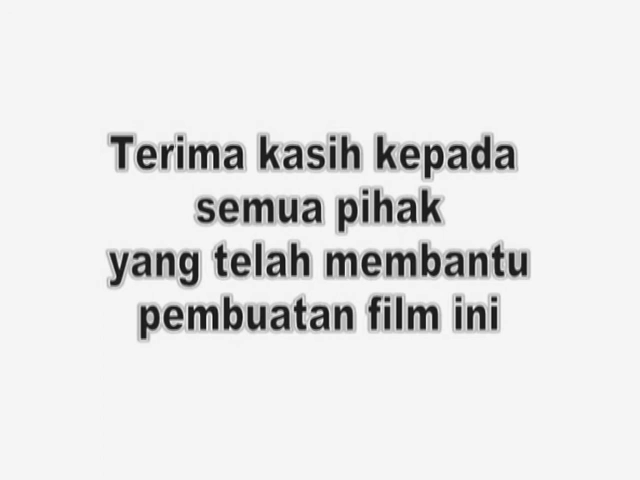 Terima kasih kepada
semua pihak
yang telah membantu
pembuatan film ini